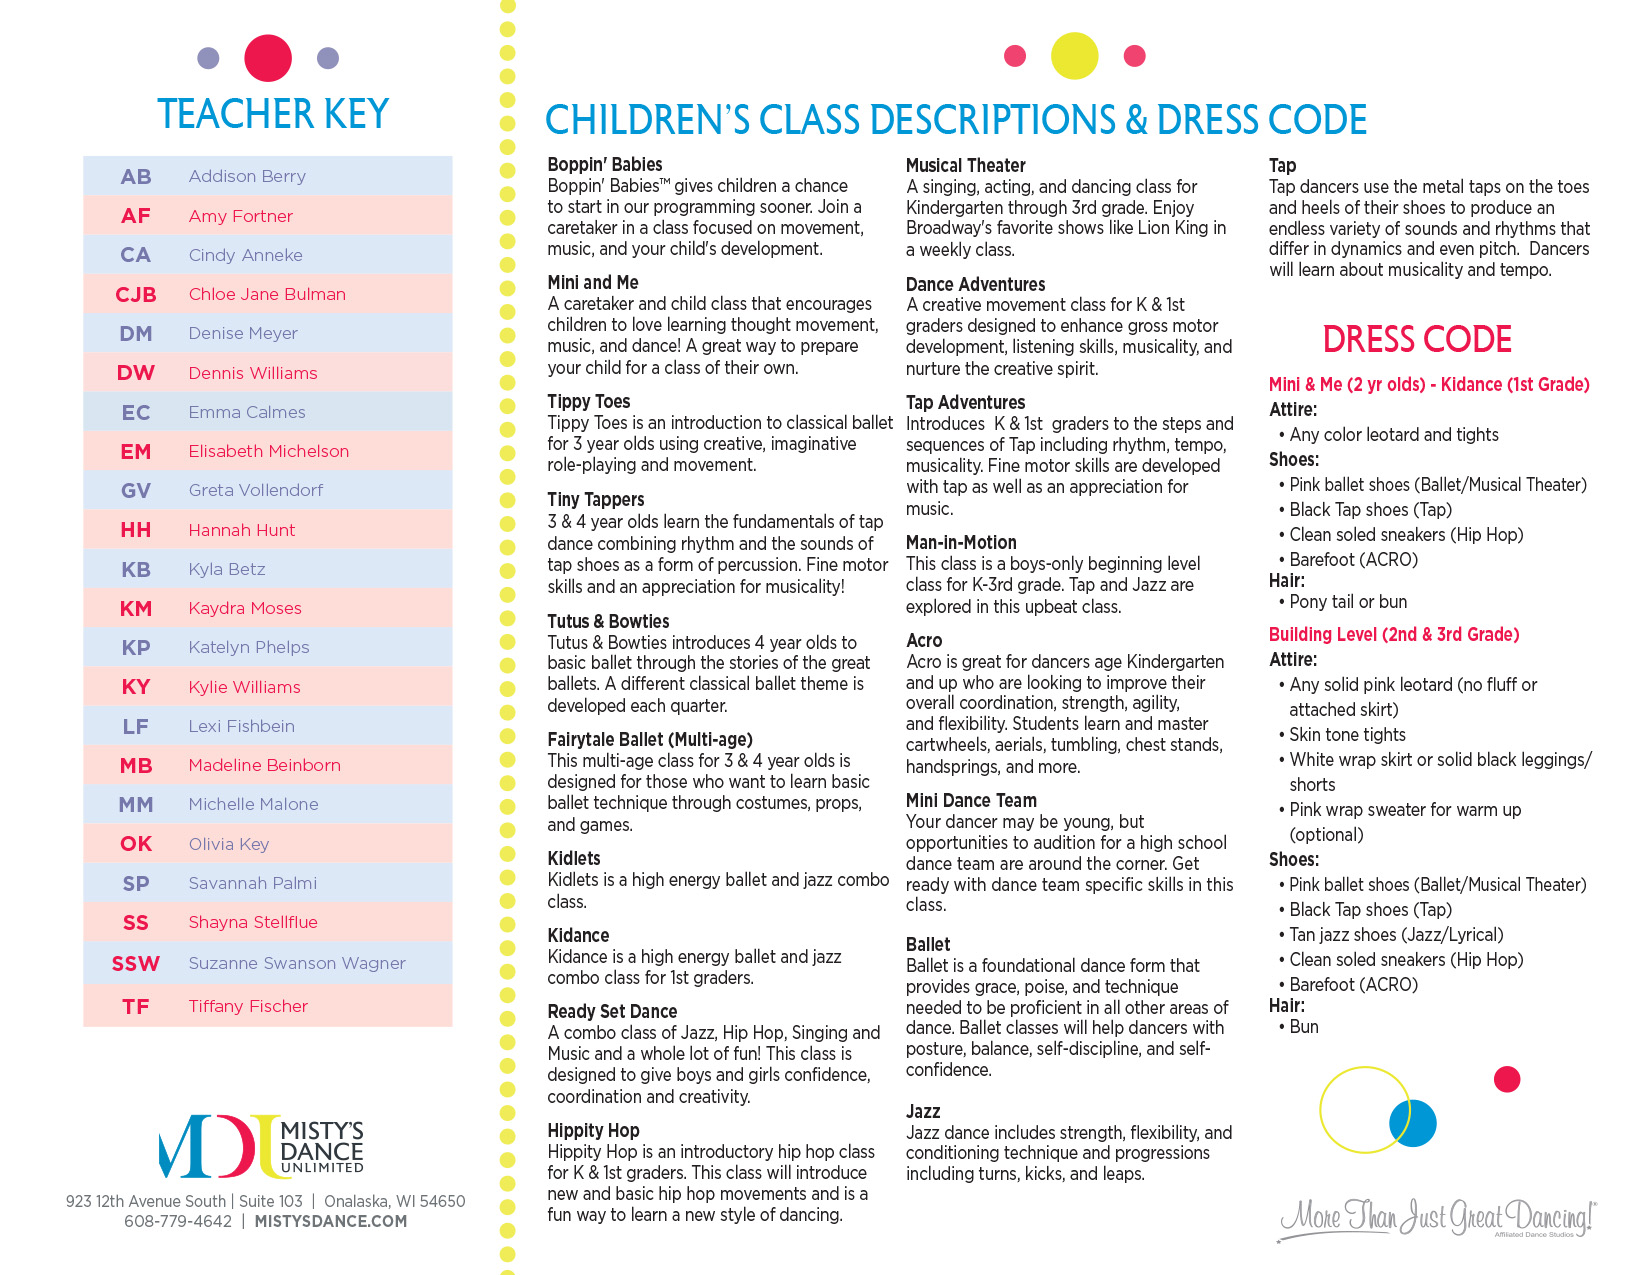 TEACHER KEY
AB Addison Berry
AF Amy Fortner
CA Cindy Anneke
CJB Chloe Jane Bulman
DM Denise Meyer
DW Dennis Williams
EC Emma Calmes
EM Elisabeth Michelson
GV Greta Vollendorf
HH Hannah Hunt
KB Kyla Betz
KM Kaydra Moses
KP Katelyn Phelps
KY Kylie Williams
LF Lexi Fishbein
MB Madeline Beinborn
MM Michelle Malone
OK Olivia Key
SP Savannah Palmi
SS Shayna Stellflue
SSW Suzanne Swanson Wagner
TF Tiffany Fischer
MDU MISTY'S
DANCE
UNLIMITED
923 12th Avenue South | Suite 103 | Onalaska, WI 54650
608-779-4642 | MISTYSDANCE.COM
CHILDREN'S CLASS DESCRIPTIONS & DRESS CODE
Boppin' Babies
Boppin' Babies™ gives children a chance
to start in our programming sooner. Join a
caretaker in a class focused on movement,
music, and your child's development.
Mini and Me
A caretaker and child class that encourages
children to love learning thought movement,
music, and dance! A great way to prepare
your child for a class of their own.
Tippy Toes
Tippy Toes is an introduction to classical ballet
for 3 year olds using creative, imaginative
role-playing and movement.
Tiny Tappers
3 & 4 year olds learn the fundamentals of tap
dance combining rhythm and the sounds of
tap shoes as a form of percussion. Fine motor
skills and an appreciation for musicality!
Tutus & Bowties
Tutus & Bowties introduces 4 year olds to
basic ballet through the stories of the great
ballets. A different classical ballet theme is
developed each quarter.
Fairytale Ballet (Multi-age)
This multi-age class for 3 & 4 year olds is
designed for those who want to learn basic
ballet technique through costumes, props,
and games.
Kidlets
Kidlets is a high energy ballet and jazz combo
class.
Kidance
Kidance is a high energy ballet and jazz
combo class for 1st graders.
Ready Set Dance
A combo class of Jazz, Hip Hop, Singing and
Music and a whole lot of fun! This class is
designed to give boys and girls confidence,
coordination and creativity.
Hippity Hop
Hippity Hop is an introductory hip hop class
for K & 1st graders. This class will introduce
new and basic hip hop movements and is a
fun way to learn a new style of dancing.
Musical Theater
A singing, acting, and dancing class for
Kindergarten through 3rd grade. Enjoy
Broadway's favorite shows like Lion King in
a weekly class.
Dance Adventures
A creative movement class for K & 1st
graders designed to enhance gross motor
development, listening skills, musicality, and
nurture the creative spirit.
Tap Adventures
Introduces K & 1st graders to the steps and
sequences of Tap including rhythm, tempo,
musicality. Fine motor skills are developed
with tap as well as an appreciation for
music.
Man-in-Motion
This class is a boys-only beginning level
class for K-3rd grade. Tap and Jazz are
explored in this upbeat class.
Acro
Acro is great for dancers age Kindergarten
and up who are looking to improve their
overall coordination, strength, agility,
and flexibility. Students learn and master
cartwheels, aerials, tumbling, chest stands,
handsprings, and more.
Mini Dance Team
Your dancer may be young, but
opportunities to audition for a high school
dance team are around the corner. Get
ready with dance team specific skills in this
class.
Ballet
Ballet is a foundational dance form that
provides grace, poise, and technique
needed to be proficient in all other areas of
dance. Ballet classes will help dancers with
posture, balance, self-discipline, and self-
confidence.
Jazz
Jazz dance includes strength, flexibility, and
conditioning technique and progressions
including turns, kicks, and leaps.
Tap
Tap dancers use the metal taps on the toes
and heels of their shoes to produce an
endless variety of sounds and rhythms that
differ in dynamics and even pitch. Dancers
will learn about musicality and tempo.
DRESS CODE
Mini & Me (2 yr olds) - Kidance (1st Grade)
Attire:
• Any color leotard and tights
Shoes:
• Pink ballet shoes (Ballet/Musical Theater)
• Black Tap shoes (Tap)
• Clean soled sneakers (Hip Hop)
• Barefoot (ACRO)
Hair:
• Pony tail or bun
Building Level (2nd & 3rd Grade)
Attire:
• Any solid pink leotard (no fluff or
attached skirt)
• Skin tone tights
• White wrap skirt or solid black leggings/
shorts
• Pink wrap sweater for warm up
(optional)
Shoes:
• Pink ballet shoes (Ballet/Musical Theater)
• Black Tap shoes (Tap)
• Tan jazz shoes (Jazz/Lyrical)
• Clean soled sneakers (Hip Hop)
• Barefoot (ACRO)
Hair:
• Bun
More Than Just Great Dancing!®
Affiliated Dance Studios